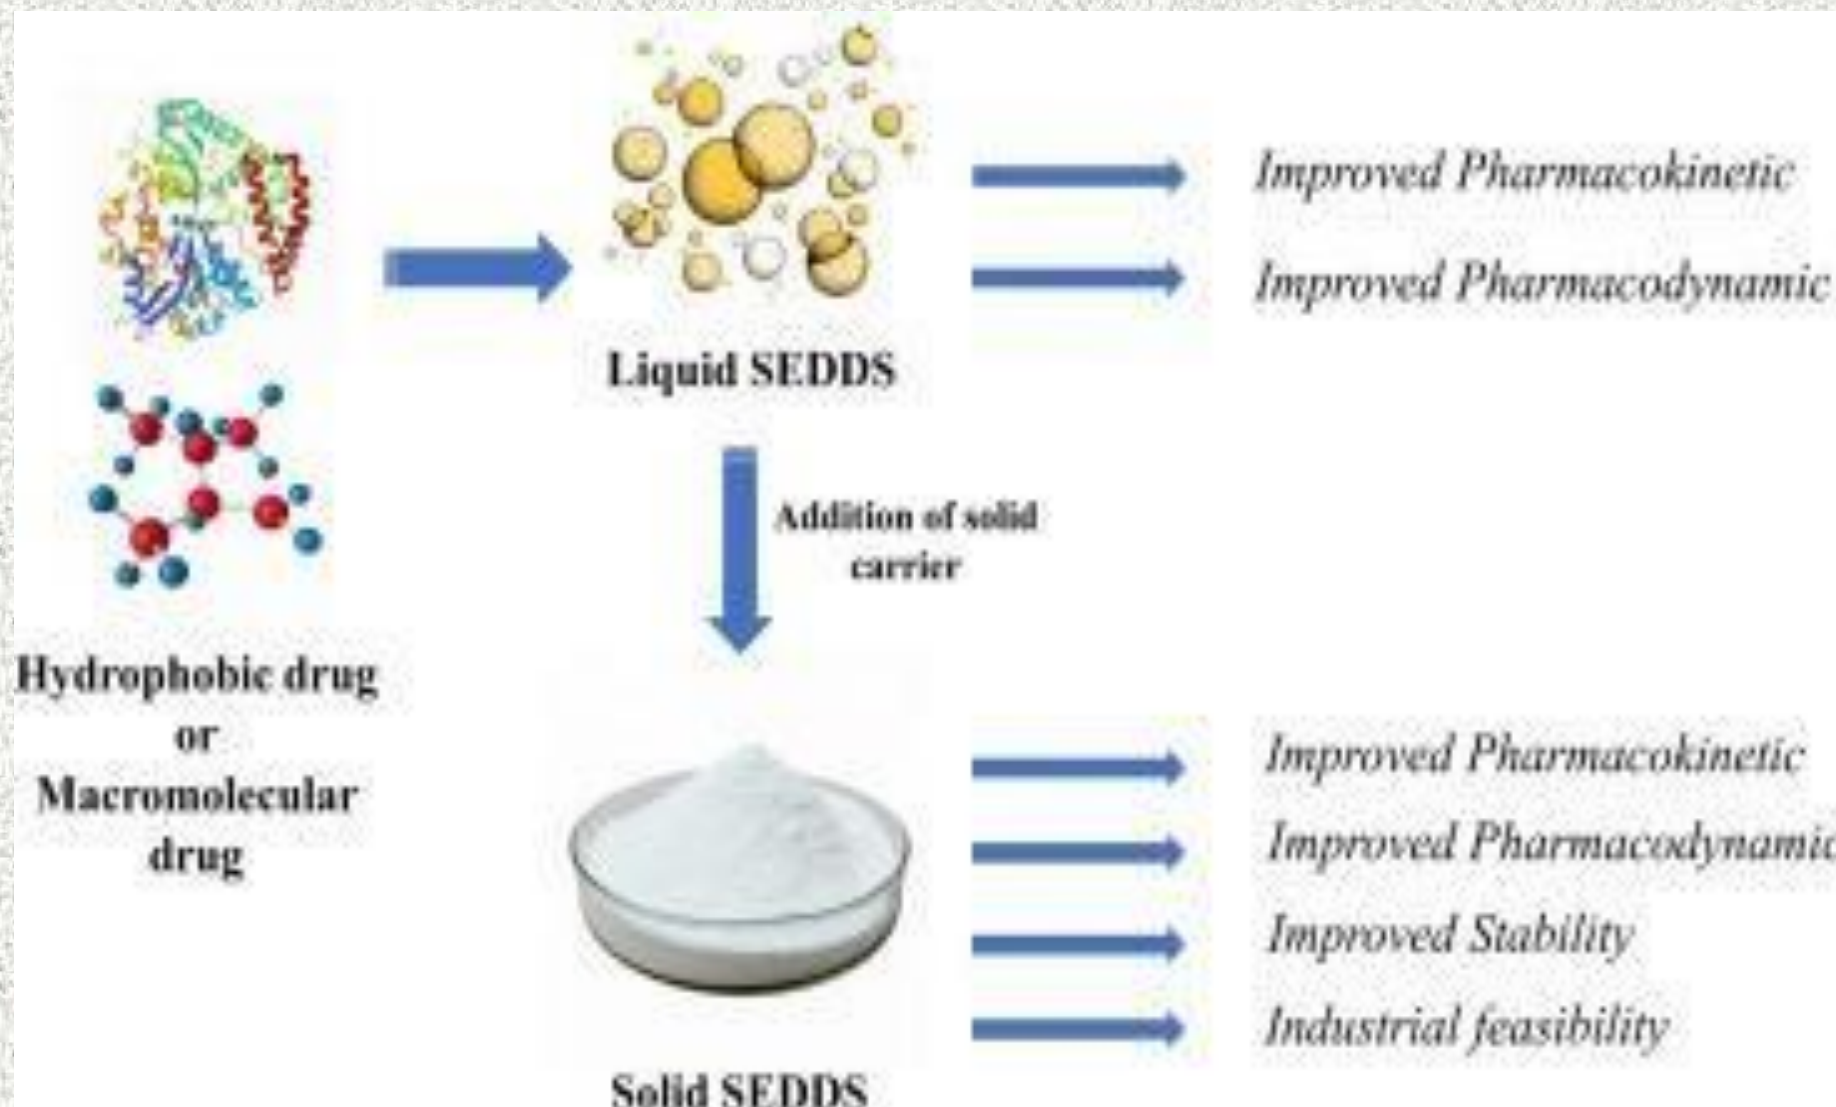 Hydrophobic drug
or
Macromolecular
drug
Liquid SEDDS
Improved Pharmacokinetic
Improved Pharmacodynamic
Addition of solid
carrier
Solid SEDDS
Improved Pharmacokinetic
Improved Pharmacodynamic
Improved Stability
Industrial feasibility